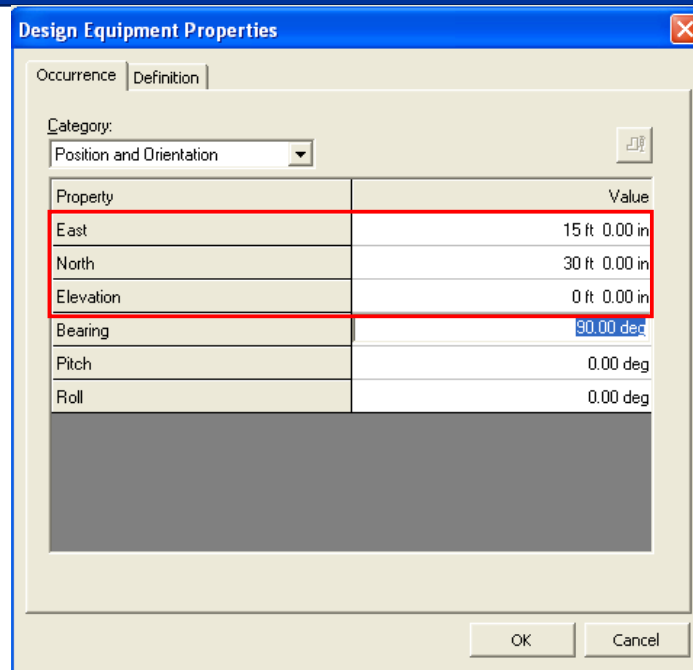 Design Equipment Properties
Occurrence Definition
Category:
Position and Orientation
Property Value
East 15 ft 0.00 in
North 30 ft 0.00 in
Elevation 0 ft 0.00 in
Bearing 90.00 deg
Pitch 0.00 deg
Roll 0.00 deg
OK Cancel